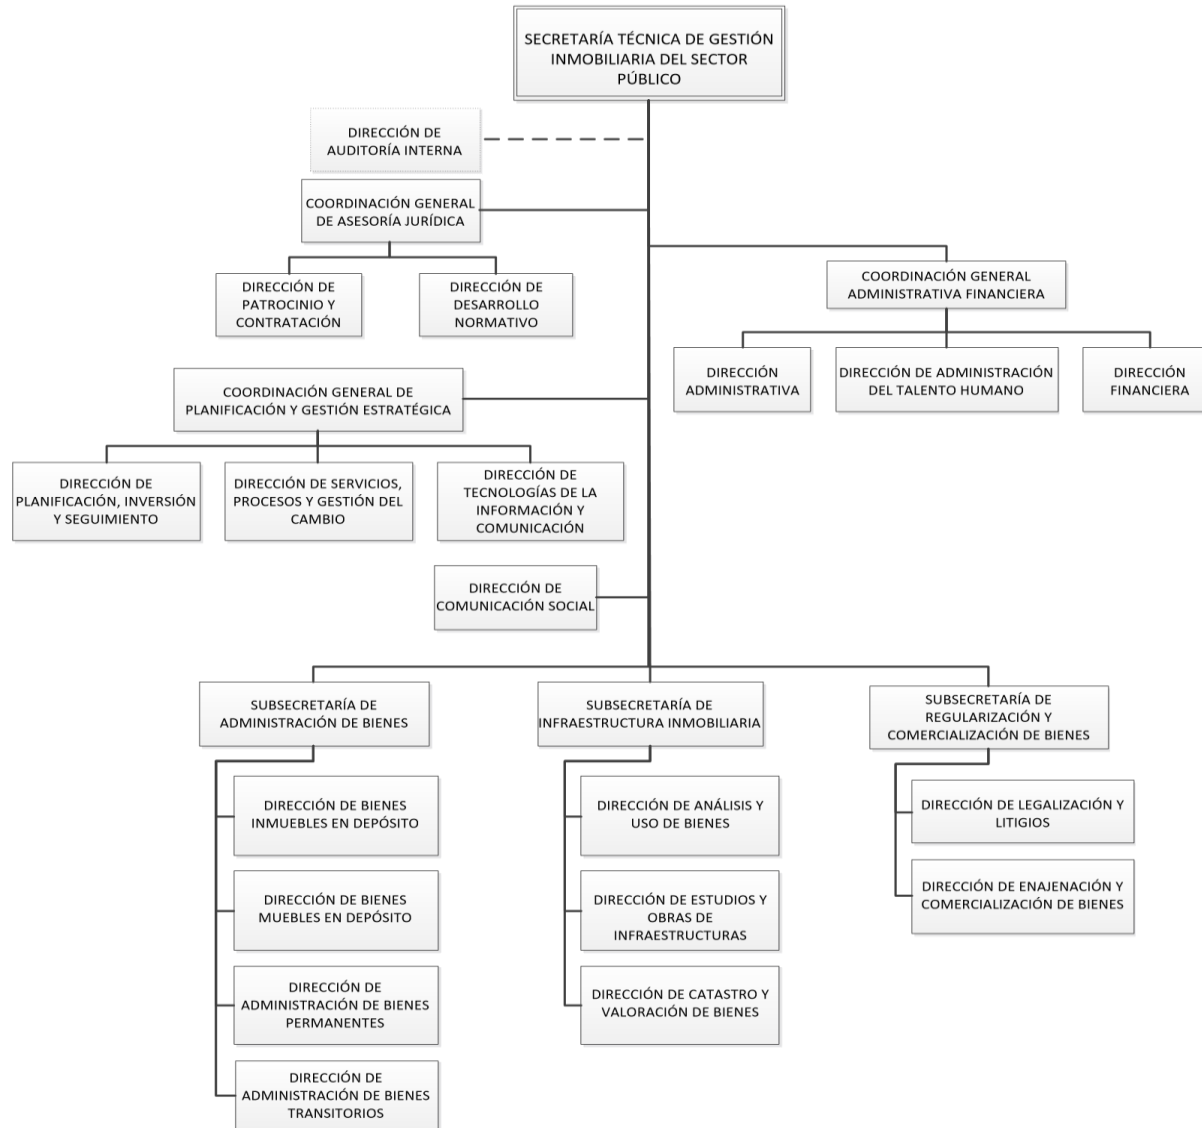 SECRETARÍA TÉCNICA DE GESTIÓN
INMOBILIARIA DEL SECTOR
PÚBLICO
DIRECCIÓN DE
AUDITORÍA INTERNA
COORDINACIÓN GENERAL
DE ASESORÍA JURÍDICA
DIRECCIÓN DE
PATROCINIO Y
CONTRATACIÓN
DIRECCIÓN DE
DESARROLLO
NORMATIVO
COORDINACIÓN GENERAL
ADMINISTRATIVA FINANCIERA
DIRECCIÓN
ADMINISTRATIVA
DIRECCIÓN DE ADMINISTRACIÓN
DEL TALENTO HUMANO
DIRECCIÓN
FINANCIERA
COORDINACIÓN GENERAL DE
PLANIFICACIÓN Y GESTIÓN ESTRATÉGICA
DIRECCIÓN DE
PLANIFICACIÓN, INVERSIÓN
Y SEGUIMIENTO
DIRECCIÓN DE SERVICIOS,
PROCESOS Y GESTIÓN DEL
CAMBIO
DIRECCIÓN DE
TECNOLOGÍAS DE LA
INFORMACIÓN Y
COMUNICACIÓN
DIRECCIÓN DE
COMUNICACIÓN SOCIAL
SUBSECRETARÍA DE
ADMINISTRACIÓN DE BIENES
DIRECCIÓN DE BIENES
INMUEBLES EN DEPÓSITO
DIRECCIÓN DE BIENES
MUEBLES EN DEPÓSITO
DIRECCIÓN DE
ADMINISTRACIÓN DE BIENES
PERMANENTES
DIRECCIÓN DE
ADMINISTRACIÓN DE BIENES
TRANSITORIOS
SUBSECRETARÍA DE
INFRAESTRUCTURA INMOBILIARIA
DIRECCIÓN DE ANÁLISIS Y
USO DE BIENES
DIRECCIÓN DE ESTUDIOS Y
OBRAS DE
INFRAESTRUCTURAS
DIRECCIÓN DE CATASTRO Y
VALORACIÓN DE BIENES
SUBSECRETARÍA DE
REGULARIZACIÓN Y
COMERCIALIZACIÓN DE BIENES
DIRECCIÓN DE LEGALIZACIÓN Y
LITIGIOS
DIRECCIÓN DE ENAJENACIÓN Y
COMERCIALIZACIÓN DE BIENES